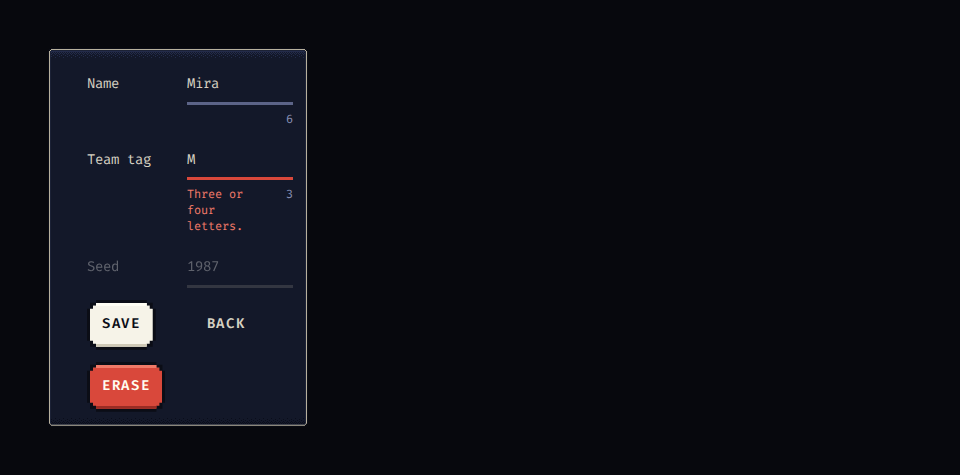 Name Mira
6
Team tag M
Three or 3
four
letters.
Seed 1987
SAVE BACK
ERASE